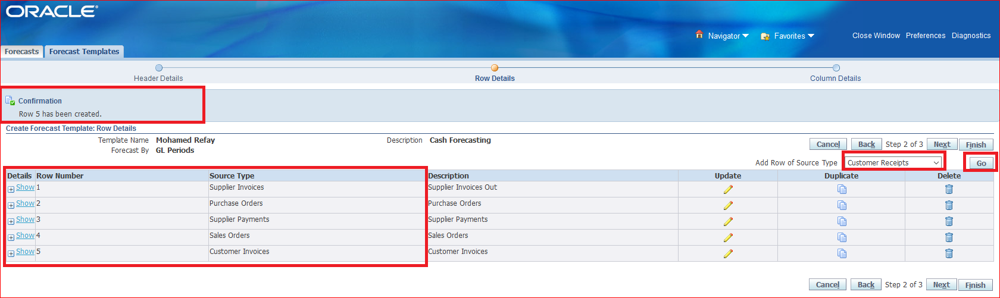 ORACLE
Navigator Favorites Close Window Preferences Diagnostics
Forecasts Forecast Templates
Header Details Row Details Column Details
Confirmation
Row 5 has been created.
Create Forecast Template: Row Details
Template Name Mohamed Refay Description Cash Forecasting
Forecast By GL Periods
Cancel Back Step 2 of 3 Next Finish
Add Row of Source Type Customer Receipts Go
Details Row Number Source Type Description Update Duplicate Delete
Show 1 Supplier Invoices Supplier Invoices Out
Show 2 Purchase Orders Purchase Orders
Show 3 Supplier Payments Supplier Payments
Show 4 Sales Orders Sales Orders
Show 5 Customer Invoices Customer Invoices
Cancel Back Step 2 of 3 Next Finish